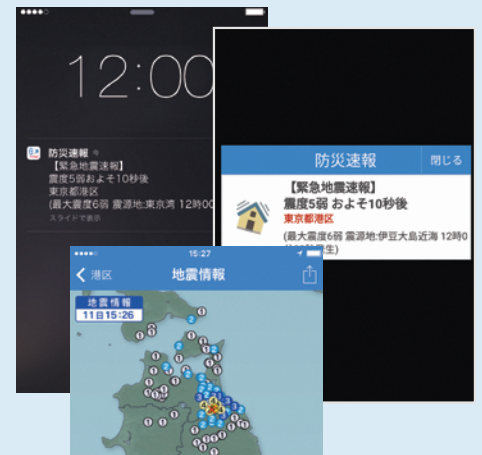 12:00
防災速報
【緊急地震速報】
震度5弱およそ10秒後
東京都港区
(最大震度6弱 震源地:東京湾 12時00
スライドで表示
防災速報
閉じる
【緊急地震速報】
震度5弱 およそ10秒後
東京都港区
(最大震度6弱 震源地:伊豆大島近海 12時0
生)
15:27
港区
地震情報
地震情報
11日15:26